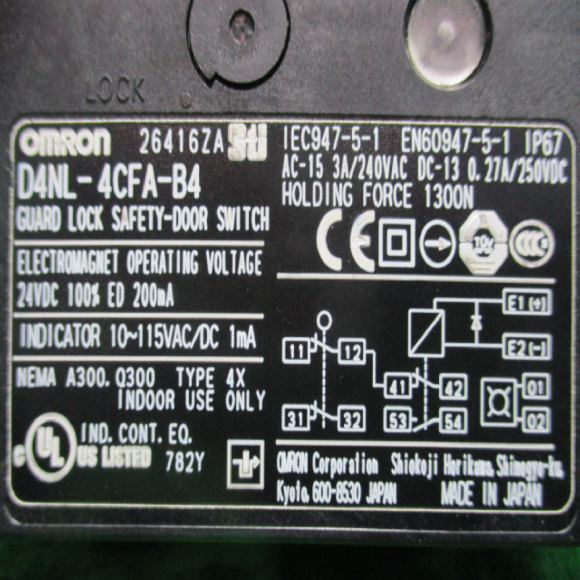 LOCK
OMRON 26416ZA
D4NL-4CFA-B4
GUARD LOCK SAFETY-DOOR SWITCH
ELECTROMAGNET OPERATING VOLTAGE
24VDC 100% ED 200mA
INDICATOR 10~115VAC/DC 1mA
NEMA A300.Q300 TYPE 4X
INDOOR USE ONLY
C UL IND. CONT. EQ.
US LISTED 782Y
IEC947-5-1 EN60947-5-1 IP67
AC-15 3A/240VAC DC-13 0.27A/250VDC
HOLDING FORCE 1300N
CE TÜV CCC
E1 (+)
E2 (-)
11 12 41 42 01
31 32 53 54 02
OMRON Corporation Shiokoji Horikawa, Shimogyo-ku,
Kyoto, 600-8530 JAPAN MADE IN JAPAN